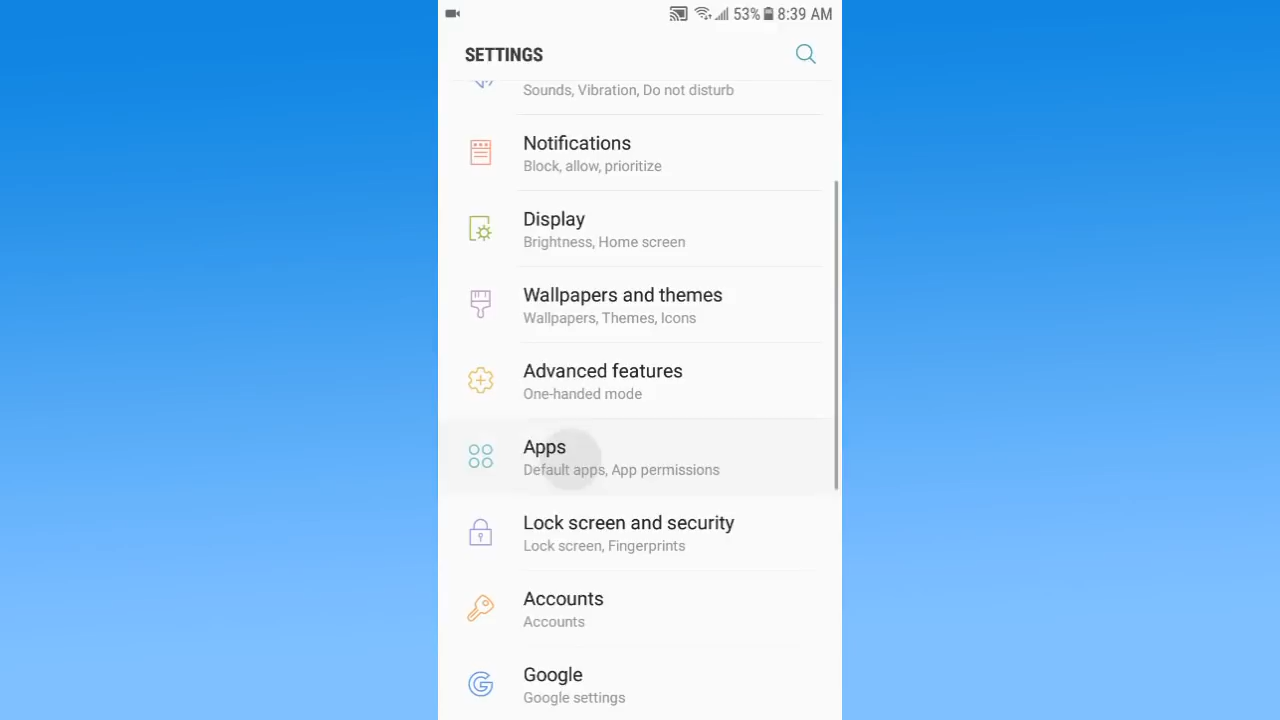 53% 8:39 AM
SETTINGS
Sounds, Vibration, Do not disturb
Notifications
Block, allow, prioritize
Display
Brightness, Home screen
Wallpapers and themes
Wallpapers, Themes, Icons
Advanced features
One-handed mode
Apps
Default apps, App permissions
Lock screen and security
Lock screen, Fingerprints
Accounts
Accounts
Google
Google settings